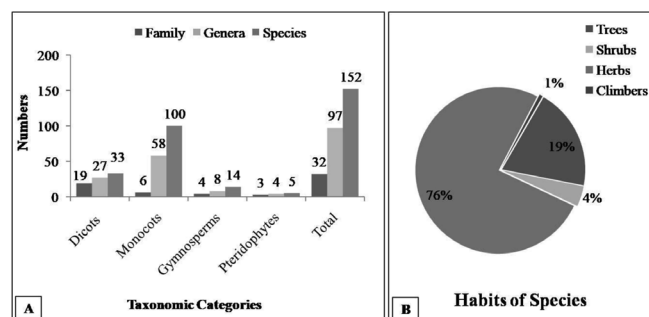 Family Genera Species
200
150
100
50
0
Numbers
19 27 33
6 58 100
4 8 14
3 4 5
32 97 152
Dicots
Monocots
Gymnosperms
Pteridophytes
Total
A
Taxonomic Categories
Trees
Shrubs
Herbs
Climbers
1%
19%
4%
76%
B
Habits of Species